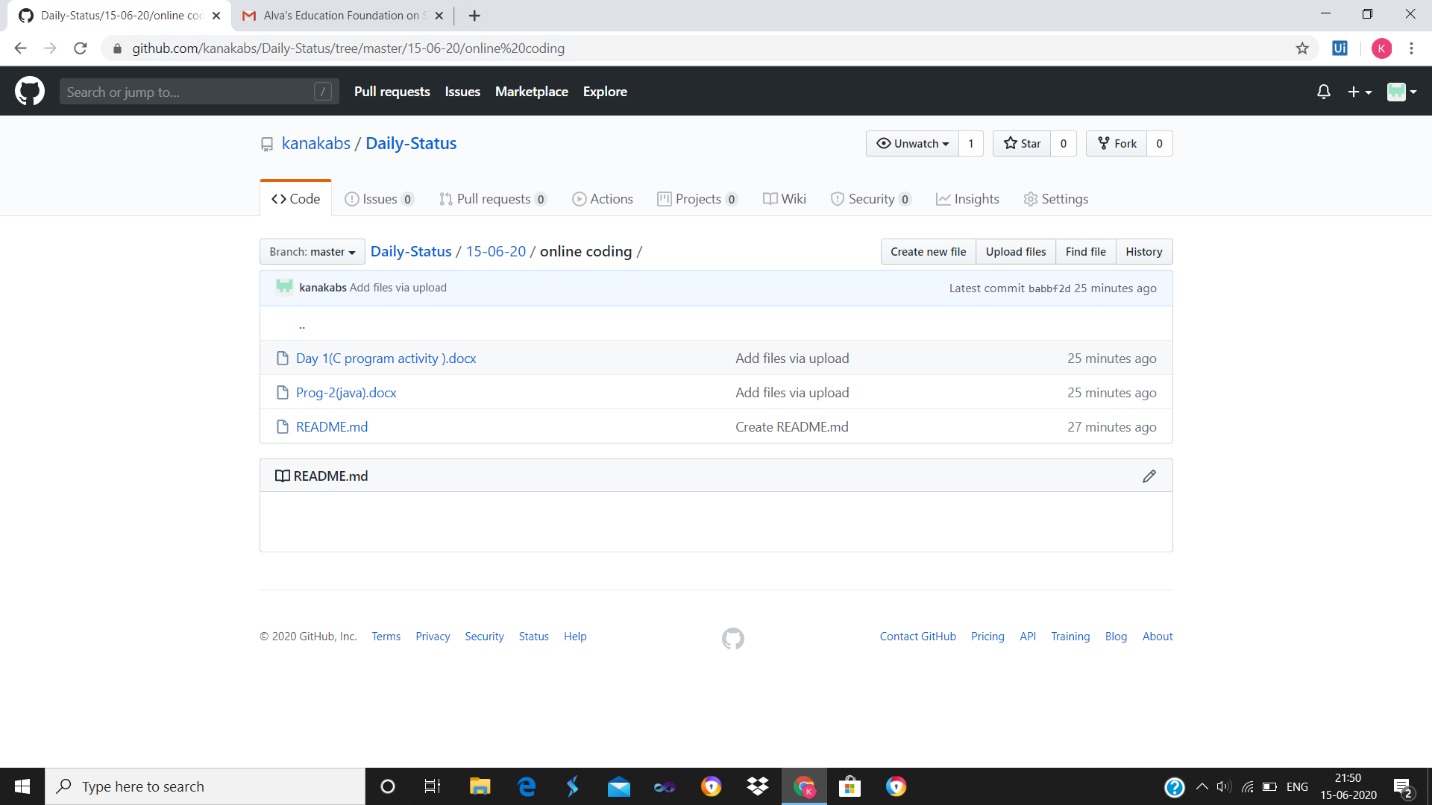 Daily-Status/15-06-20/online cod
Alva's Education Foundation on S
github.com/kanakabs/Daily-Status/tree/master/15-06-20/online%20coding
Ui
K
Search or jump to...
/
Pull requests Issues Marketplace Explore
kanakabs / Daily-Status
Unwatch 1 Star 0 Fork 0
Code Issues 0 Pull requests 0 Actions Projects 0 Wiki Security 0 Insights Settings
Branch: master Daily-Status / 15-06-20 / online coding /
Create new file Upload files Find file History
kanakabs Add files via upload Latest commit babbf2d 25 minutes ago
..
Day 1(C program activity ).docx Add files via upload 25 minutes ago
Prog-2(java).docx Add files via upload 25 minutes ago
README.md Create README.md 27 minutes ago
README.md
© 2020 GitHub, Inc. Terms Privacy Security Status Help Contact GitHub Pricing API Training Blog About
Type here to search
K
ENG
21:50
15-06-2020
2